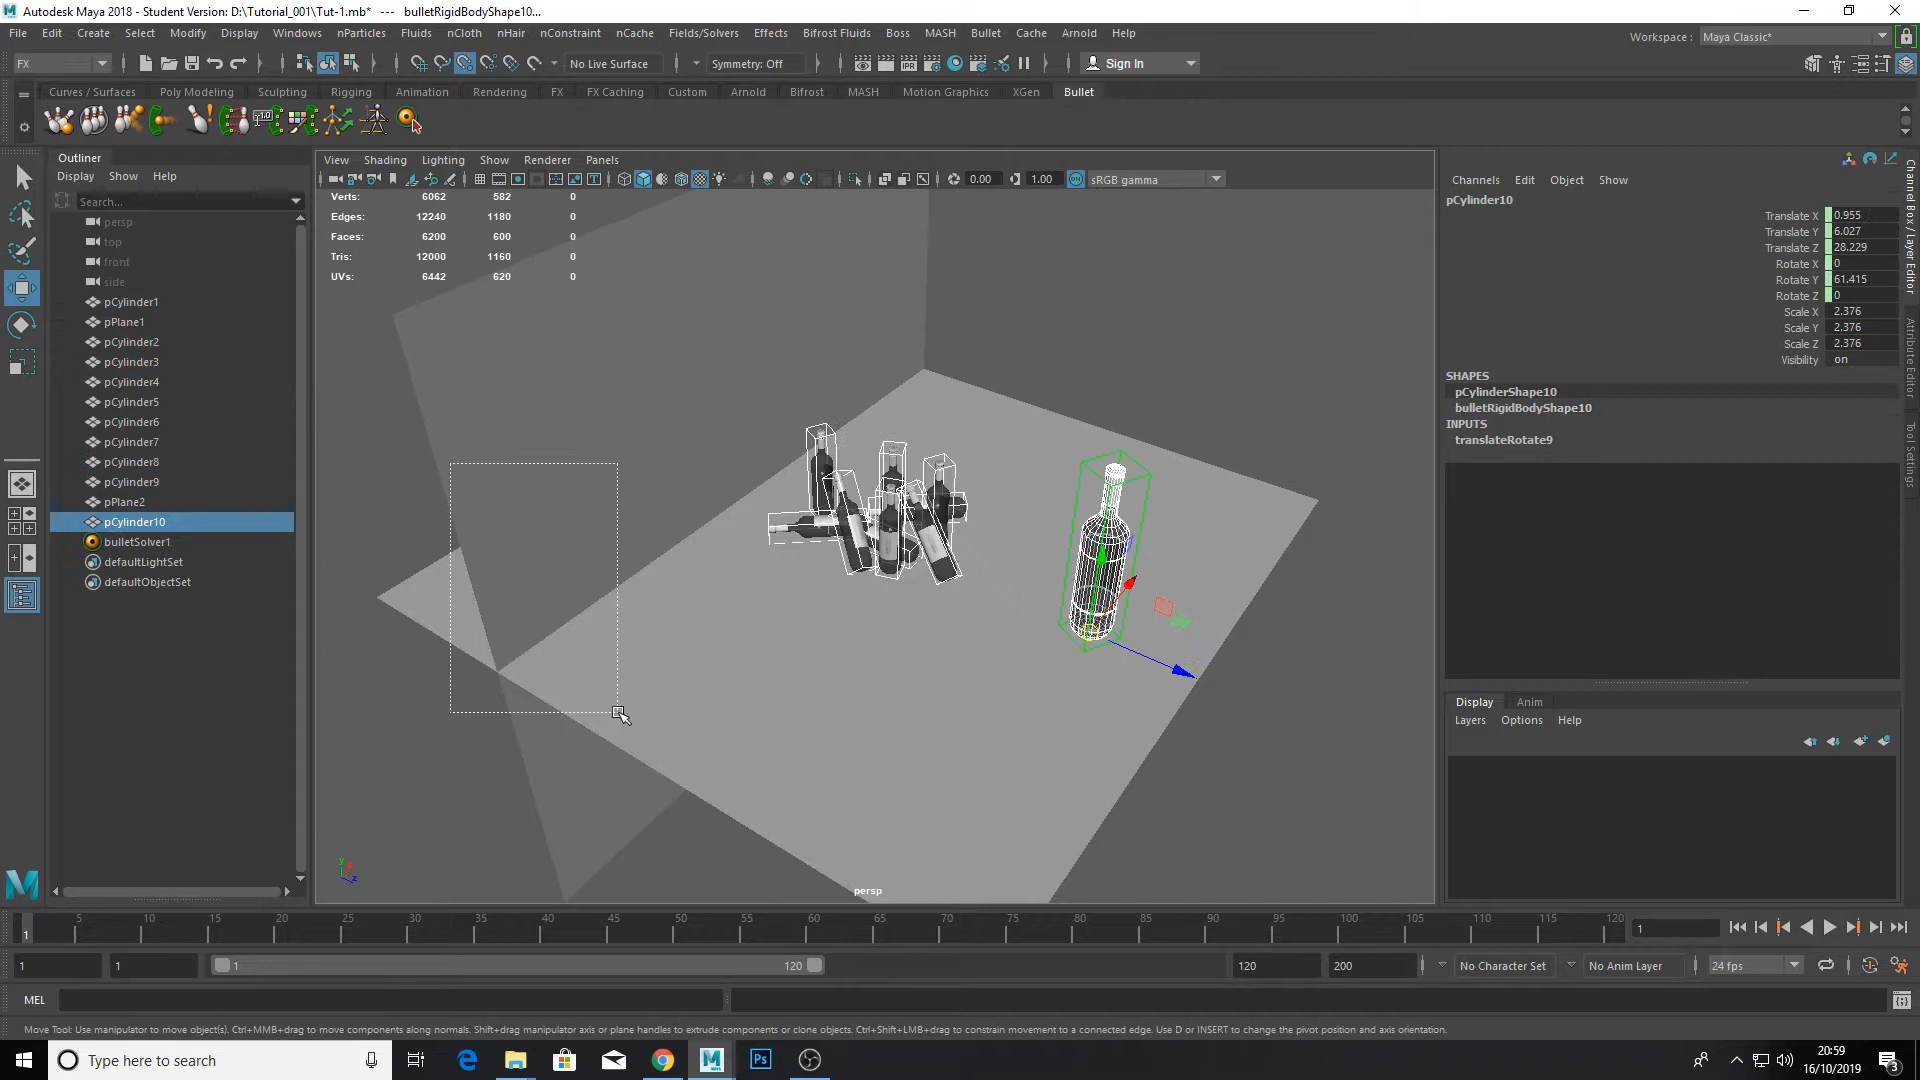 Autodesk Maya 2018 - Student Version: D:\Tutorial_001\Tut-1.mb* --- bulletRigidBodyShape10...
File Edit Create Select Modify Display Windows nParticles Fluids nCloth nHair nConstraint nCache Fields/Solvers Effects Bifrost Fluids Boss MASH Bullet Cache Arnold Help
Workspace : Maya Classic*
FX
No Live Surface
Symmetry: Off
Sign In
Curves / Surfaces Poly Modeling Sculpting Rigging Animation Rendering FX FX Caching Custom Arnold Bifrost MASH Motion Graphics XGen Bullet
Outliner
Display Show Help
Search...
persp
top
front
side
pCylinder1
pPlane1
pCylinder2
pCylinder3
pCylinder4
pCylinder5
pCylinder6
pCylinder7
pCylinder8
pCylinder9
pPlane2
pCylinder10
bulletSolver1
defaultLightSet
defaultObjectSet
View Shading Lighting Show Renderer Panels
0.00 1.00 sRGB gamma
Verts: 6062 582 0
Edges: 12240 1180 0
Faces: 6200 600 0
Tris: 12000 1160 0
UVs: 6442 620 0
persp
Channels Edit Object Show
pCylinder10
Translate X 0.955
Translate Y 6.027
Translate Z 28.229
Rotate X 0
Rotate Y 61.415
Rotate Z 0
Scale X 2.376
Scale Y 2.376
Scale Z 2.376
Visibility on
SHAPES
pCylinderShape10
bulletRigidBodyShape10
INPUTS
translateRotate9
Channel Box / Layer Editor
Attribute Editor
Tool Settings
Display Anim
Layers Options Help
5 10 15 20 25 30 35 40 45 50 55 60 65 70 75 80 85 90 95 100 105 110 115 120
1
1
1 1 1 120 120 200 No Character Set No Anim Layer 24 fps
MEL
Move Tool: Use manipulator to move object(s). Ctrl+MMB+drag to move components along normals. Shift+drag manipulator axis or plane handles to extrude components or clone objects. Ctrl+Shift+LMB+drag to constrain movement to a connected edge. Use D or INSERT to change the pivot position and axis orientation.
Type here to search
20:59
16/10/2019
3